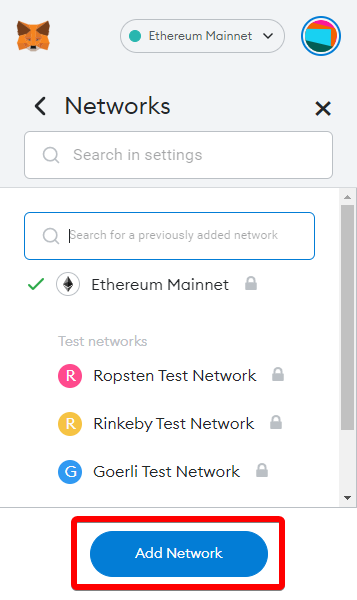 Ethereum Mainnet
Networks
Search in settings
Search for a previously added network
Ethereum Mainnet
Test networks
R Ropsten Test Network
R Rinkeby Test Network
G Goerli Test Network
Add Network